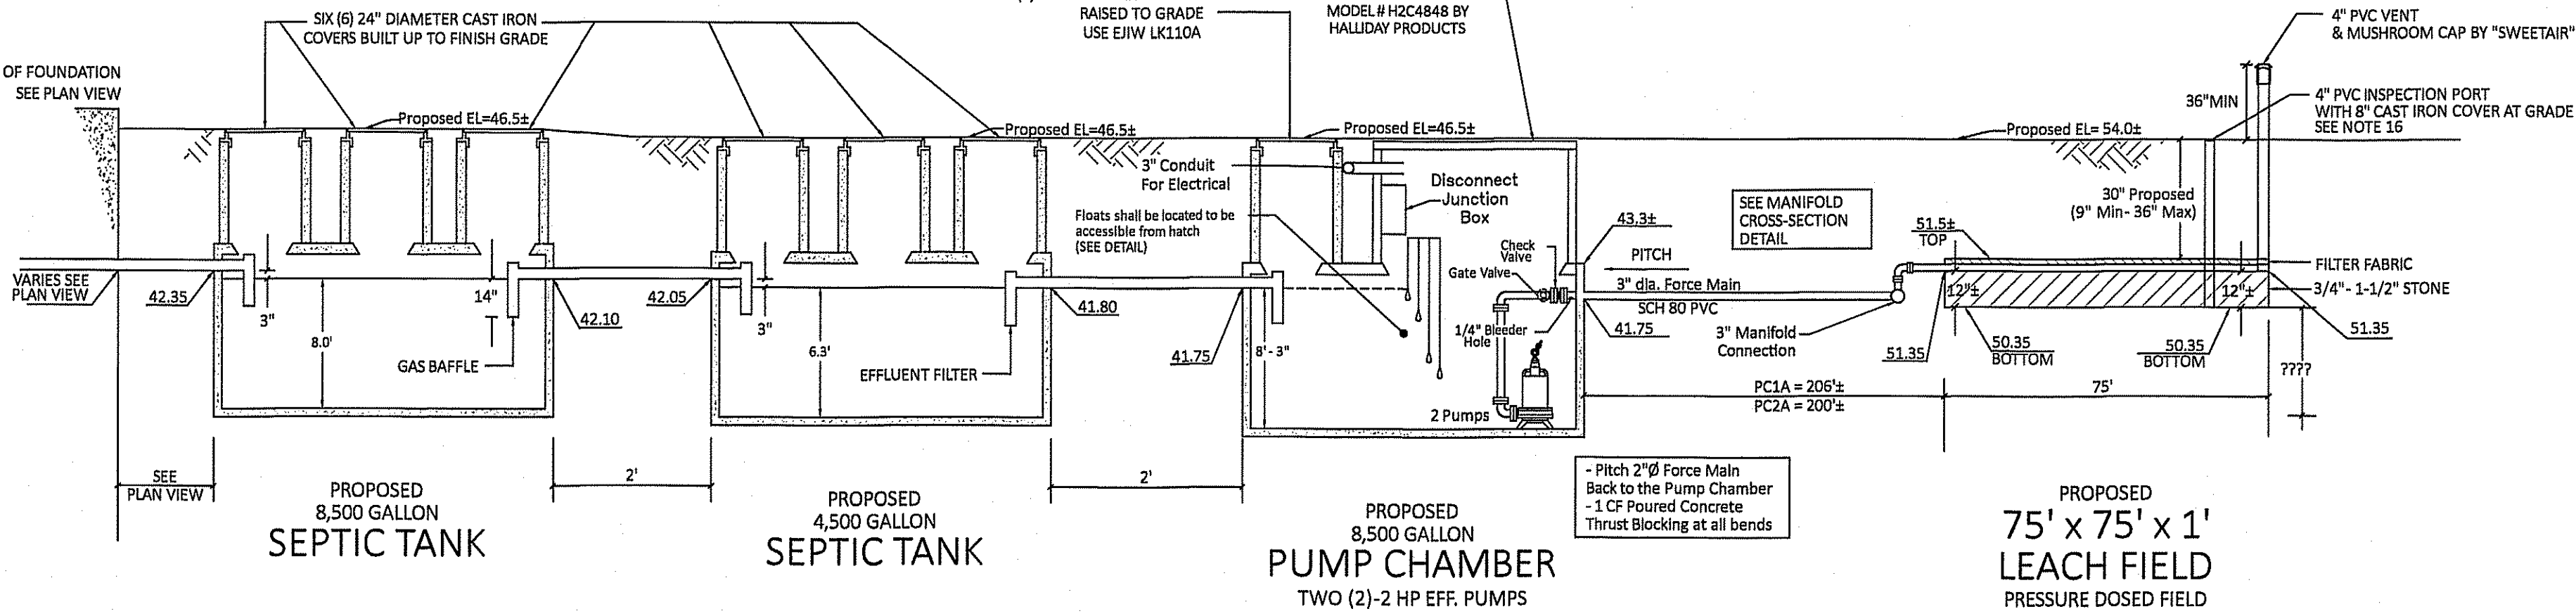 SIX (6) 24" DIAMETER CAST IRON
COVERS BUILT UP TO FINISH GRADE
RAISED TO GRADE
USE EJIW LK110A
MODEL# H2C4848 BY
HALLIDAY PRODUCTS
4" PVC VENT
& MUSHROOM CAP BY "SWEETAIR"
OF FOUNDATION
SEE PLAN VIEW
36"MIN
4" PVC INSPECTION PORT
WITH 8" CAST IRON COVER AT GRADE
SEE NOTE 16
Proposed EL=46.5±
Proposed EL=46.5±
Proposed EL=46.5±
Proposed EL= 54.0±
3" Conduit
For Electrical
Disconnect
Junction
Box
Floats shall be located to be
accessible from hatch
(SEE DETAIL)
43.3±
SEE MANIFOLD
CROSS-SECTION
DETAIL
30" Proposed
(9" Min- 36" Max)
51.5±
TOP
Check
Valve
Gate Valve
PITCH
FILTER FABRIC
VARIES SEE
PLAN VIEW
42.35
3"
14"
8.0'
GAS BAFFLE
42.10
42.05
3"
6.3'
EFFLUENT FILTER
41.80
41.75
8'-3"
1/4" Bleeder
Hole
3" dia. Force Main
SCH 80 PVC
41.75
3" Manifold
Connection
12"±
12"±
3/4"- 1-1/2" STONE
51.35
50.35
BOTTOM
50.35
BOTTOM
51.35
????
2 Pumps
PC1A = 206'±
PC2A = 200'±
75'
SEE
PLAN VIEW
2'
2'
PROPOSED
8,500 GALLON
SEPTIC TANK
PROPOSED
4,500 GALLON
SEPTIC TANK
PROPOSED
8,500 GALLON
PUMP CHAMBER
TWO (2)-2 HP EFF. PUMPS
- Pitch 2"Ø Force Main
Back to the Pump Chamber
- 1 CF Poured Concrete
Thrust Blocking at all bends
PROPOSED
75' x 75' x 1'
LEACH FIELD
PRESSURE DOSED FIELD